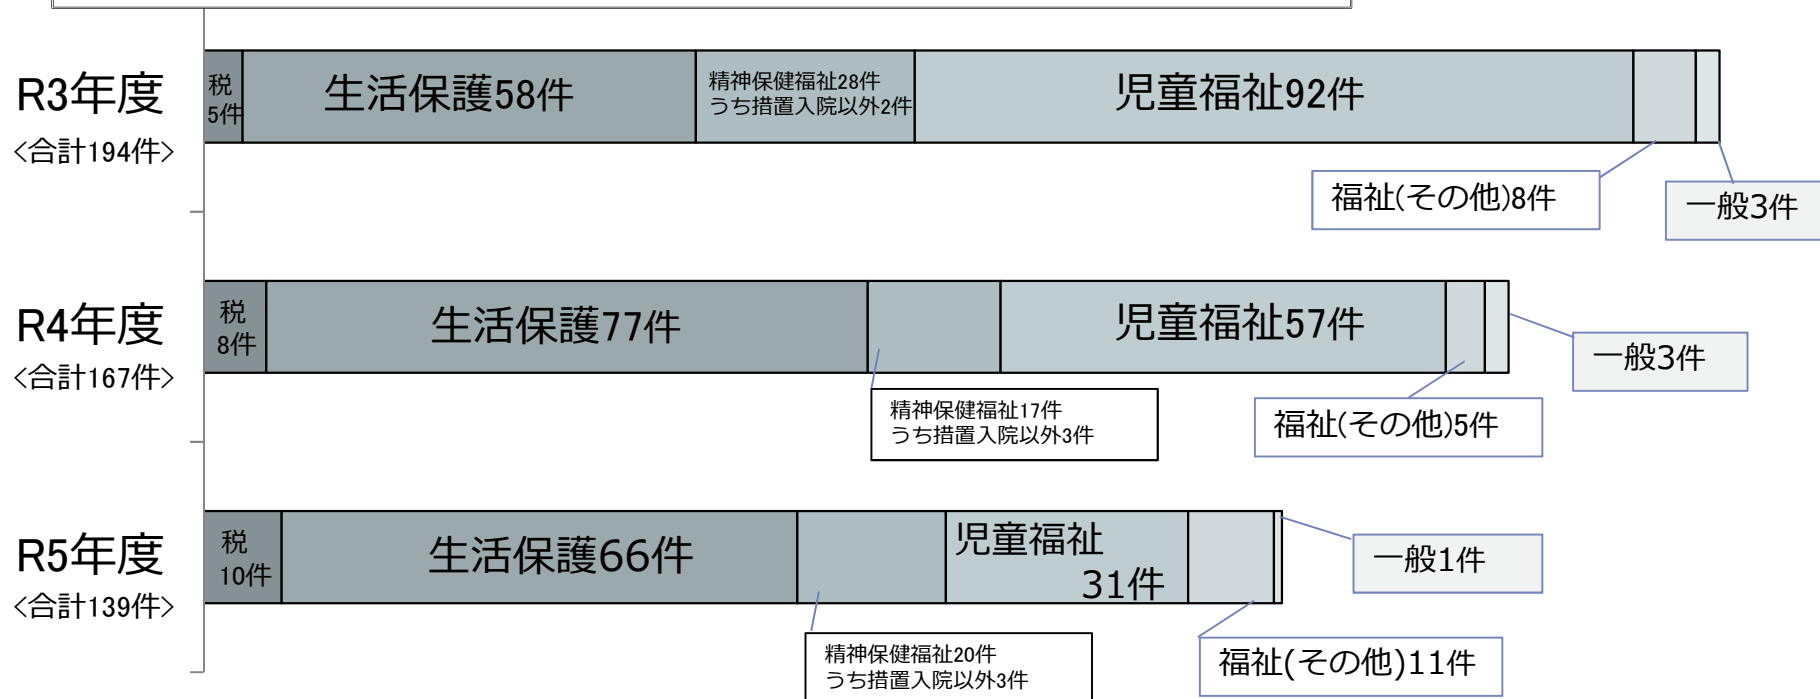 R3年度
<合計194件>
税
5件
生活保護58件
精神保健福祉28件
うち措置入院以外2件
児童福祉92件
福祉(その他)8件
一般3件
R4年度
<合計167件>
税
8件
生活保護77件
精神保健福祉17件
うち措置入院以外3件
児童福祉57件
福祉(その他)5件
一般3件
R5年度
<合計139件>
税
10件
生活保護66件
精神保健福祉20件
うち措置入院以外3件
児童福祉
31件
福祉(その他)11件
一般1件